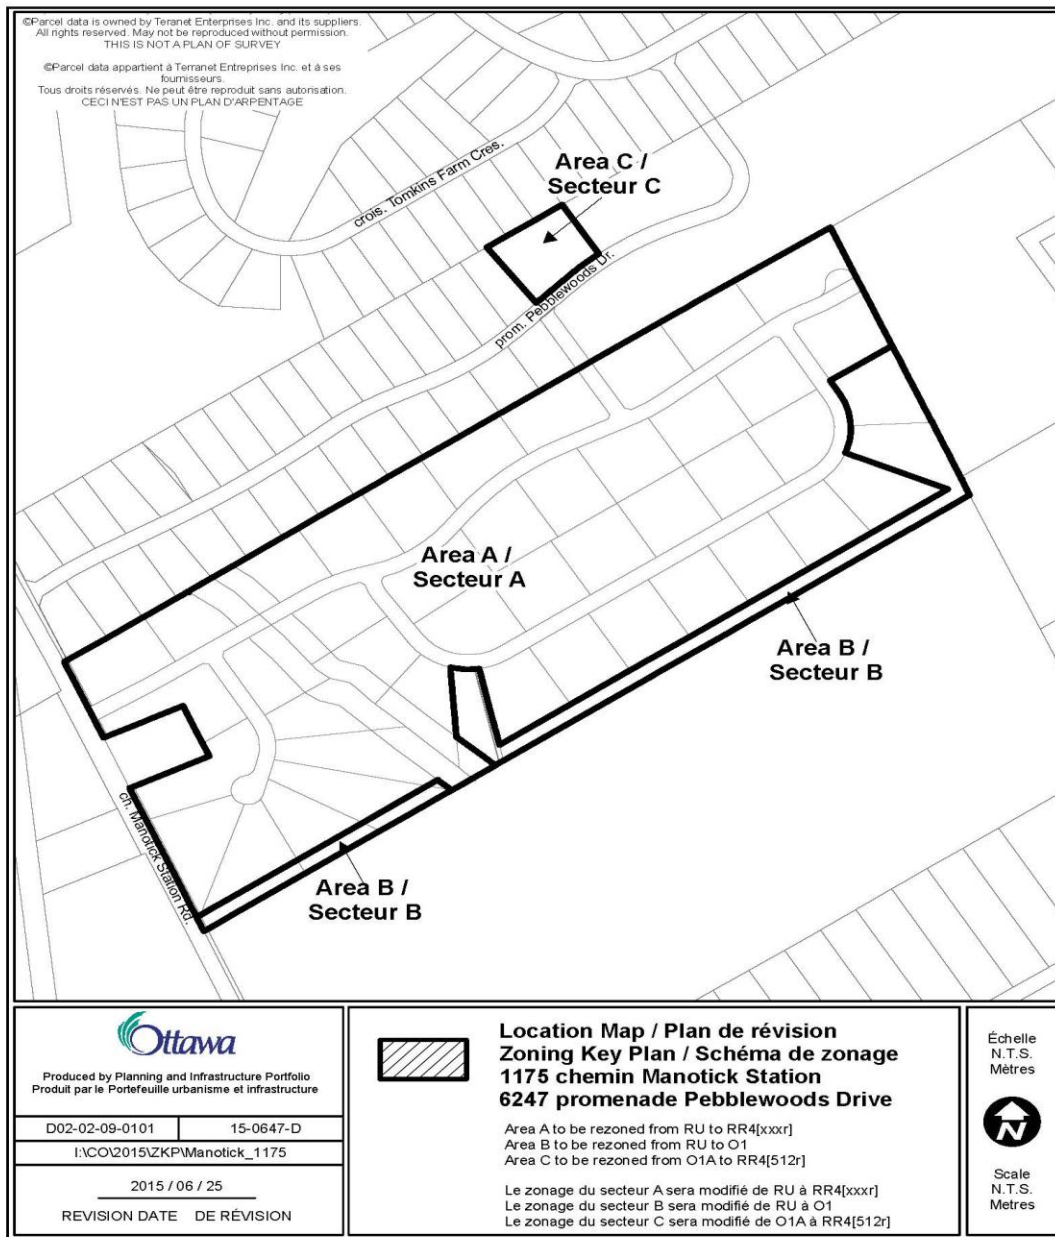 ©Parcel data is owned by Teranet Enterprises Inc. and its suppliers.
All rights reserved. May not be reproduced without permission.
THIS IS NOT A PLAN OF SURVEY
©Parcel data appartient à Terranet Entreprises Inc. et à ses
fournisseurs.
Tous droits réservés. Ne peut être reproduit sans autorisation.
CECI N'EST PAS UN PLAN D'ARPENTAGE
crois. Tomkins Farm Cres.
Area C /
Secteur C
prom. Pebblewoods Dr.
Area A /
Secteur A
Area B /
Secteur B
ch. Manotick Station Rd.
Area B /
Secteur B
Ottawa
Produced by Planning and Infrastructure Portfolio
Produit par le Portefeuille urbanisme et infrastructure
D02-02-09-0101
15-0647-D
I:\CO\2015\ZKP\Manotick_1175
2015 / 06 / 25
REVISION DATE DE RÉVISION
Location Map / Plan de révision
Zoning Key Plan / Schéma de zonage
1175 chemin Manotick Station
6247 promenade Pebblewoods Drive
Area A to be rezoned from RU to RR4[xxxr]
Area B to be rezoned from RU to O1
Area C to be rezoned from O1A to RR4[512r]
Le zonage du secteur A sera modifié de RU à RR4[xxxr]
Le zonage du secteur B sera modifié de RU à O1
Le zonage du secteur C sera modifié de O1A à RR4[512r]
Échelle
N.T.S.
Mètres
N
Scale
N.T.S.
Metres